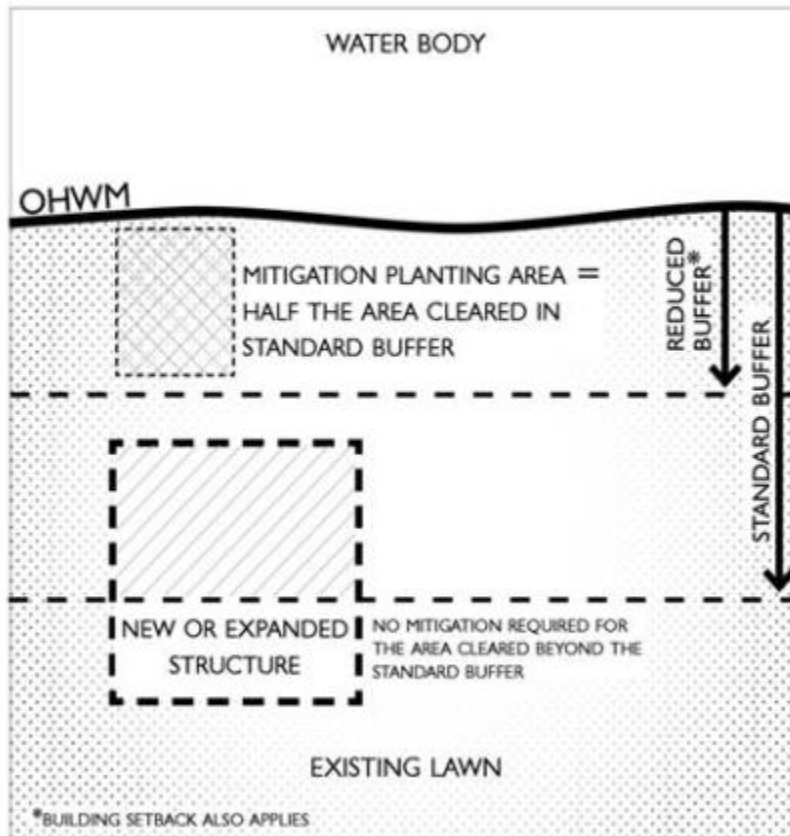 WATER BODY
OHWM
MITIGATION PLANTING AREA =
HALF THE AREA CLEARED IN
STANDARD BUFFER
REDUCED
BUFFER*
STANDARD BUFFER
NEW OR EXPANDED
STRUCTURE
NO MITIGATION REQUIRED FOR
THE AREA CLEARED BEYOND THE
STANDARD BUFFER
EXISTING LAWN
*BUILDING SETBACK ALSO APPLIES